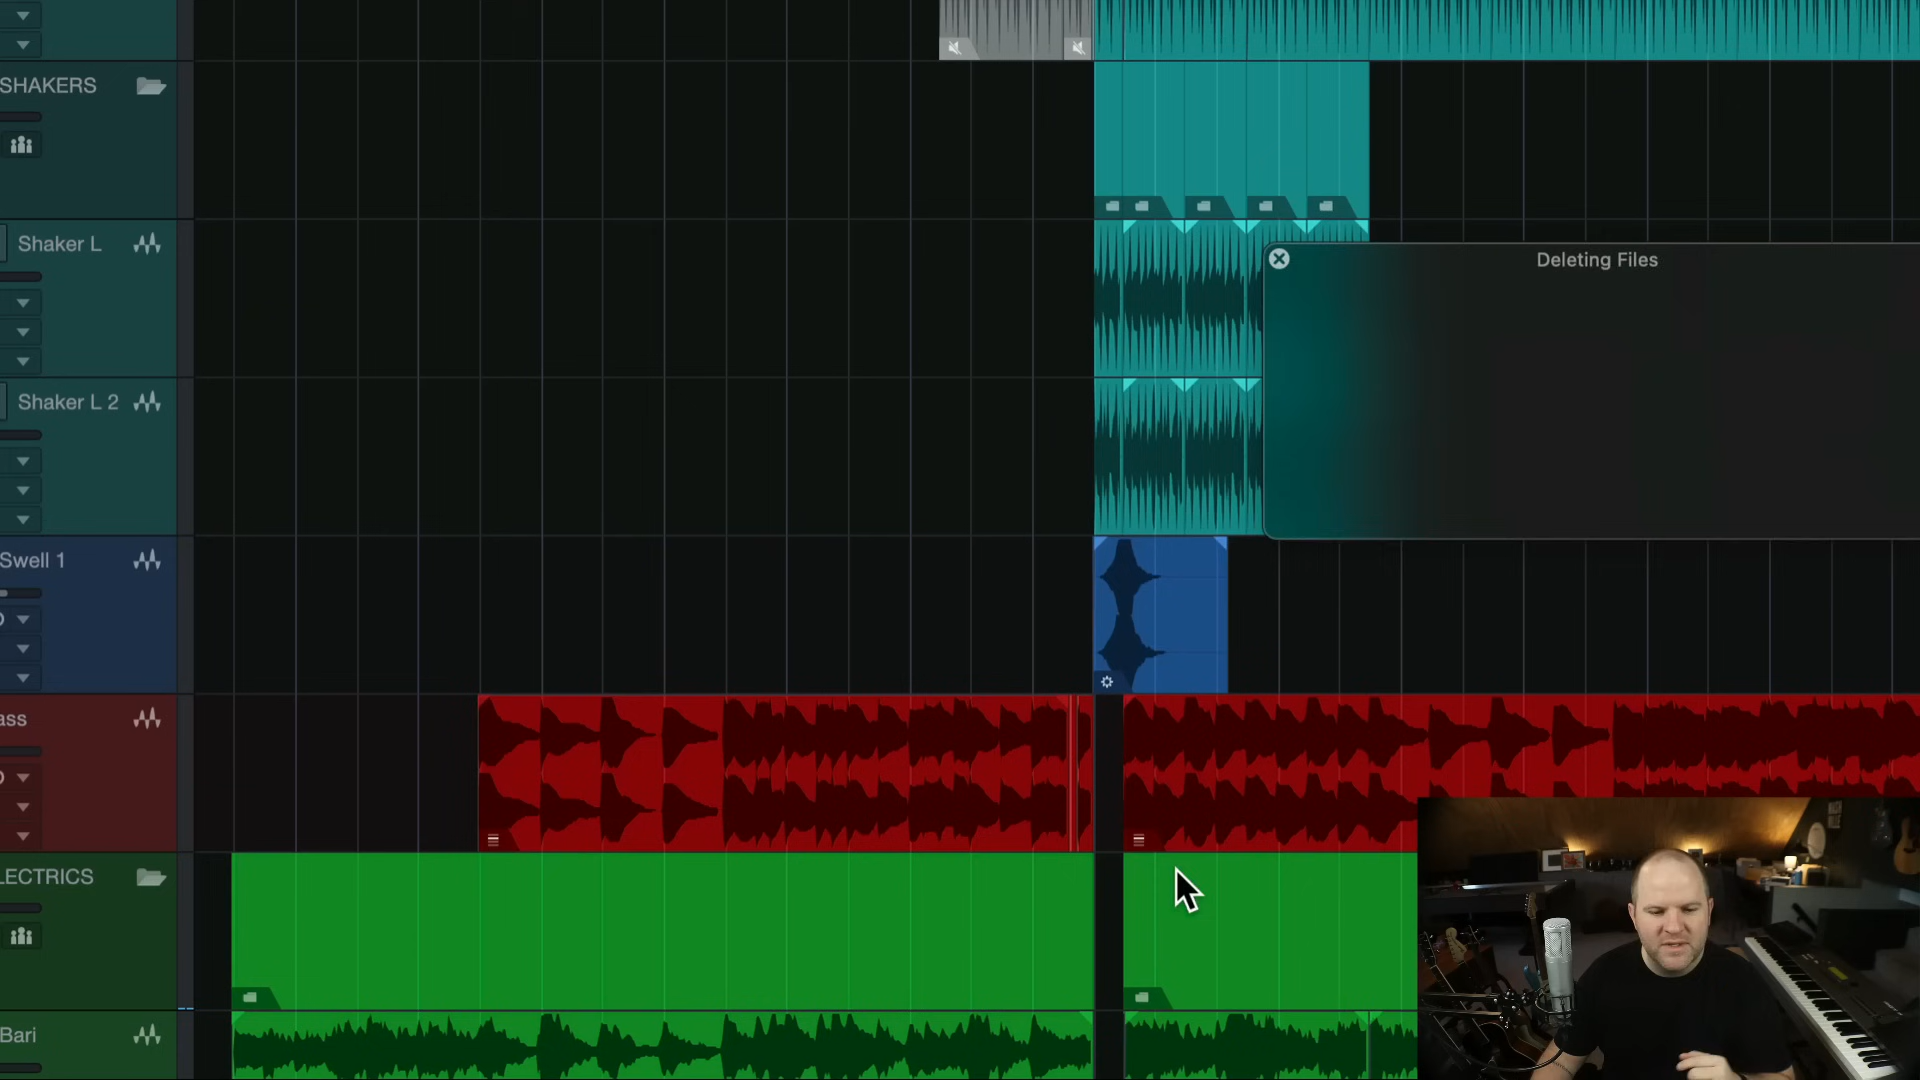 SHAKERS
Shaker L
Deleting Files
Shaker L 2
Swell 1
ass
LECTRICS
Bari